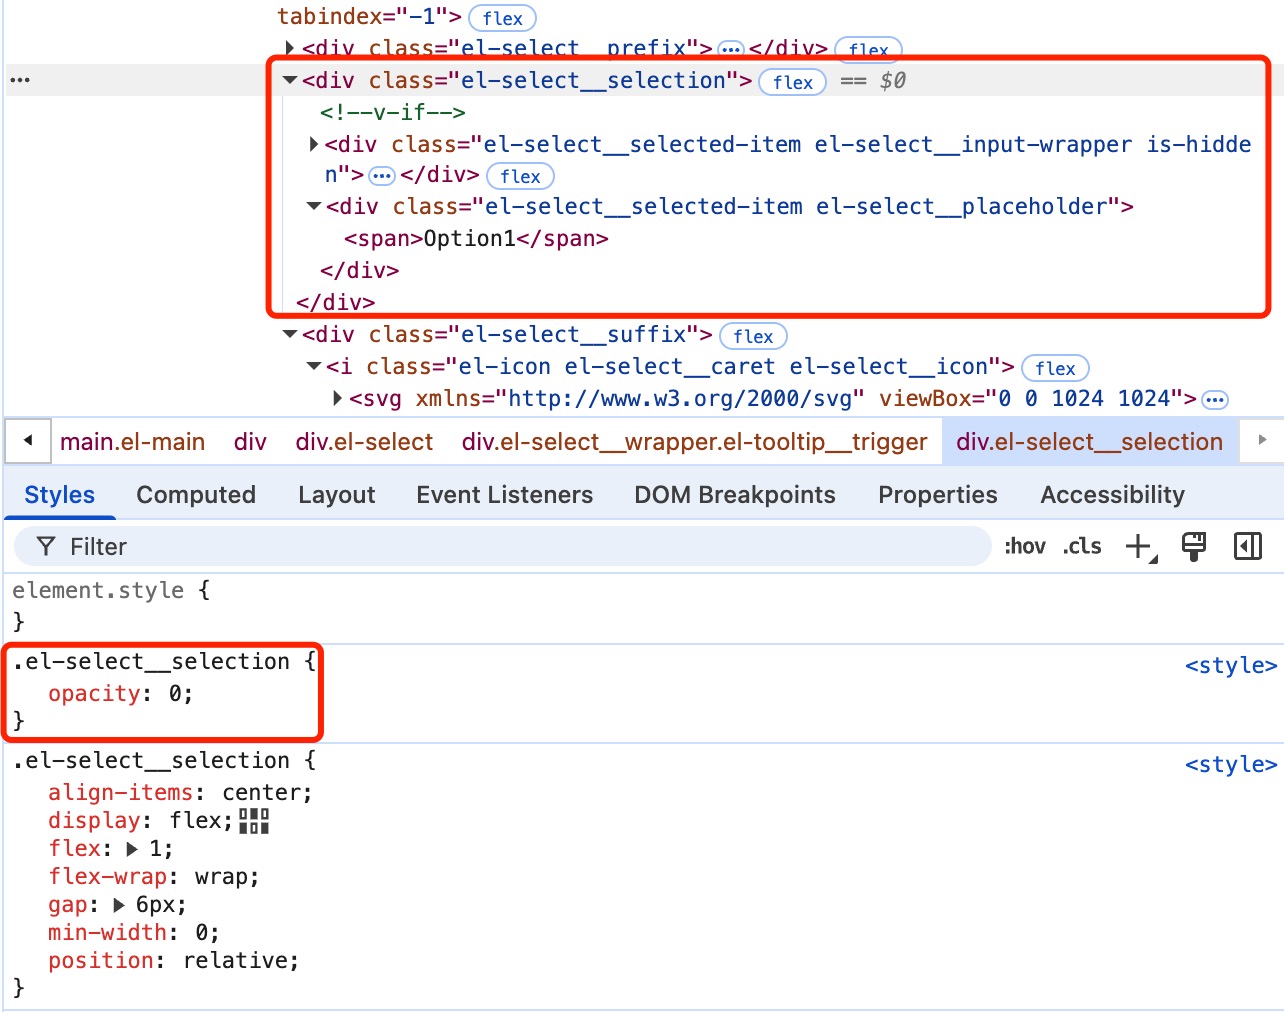 tabindex="-1"> flex
<div class="el-select__prefix"> … </div> flex
… <div class="el-select__selection"> flex == $0
<!--v-if-->
<div class="el-select__selected-item el-select__input-wrapper is-hidde
n"> … </div> flex
<div class="el-select__selected-item el-select__placeholder">
<span>Option1</span>
</div>
</div>
<div class="el-select__suffix"> flex
<i class="el-icon el-select__caret el-select__icon"> flex
<svg xmlns="http://www.w3.org/2000/svg" viewBox="0 0 1024 1024"> …
main.el-main div div.el-select div.el-select__wrapper.el-tooltip__trigger div.el-select__selection
Styles Computed Layout Event Listeners DOM Breakpoints Properties Accessibility
Filter :hov .cls
element.style {
}
.el-select__selection { <style>
opacity: 0;
}
.el-select__selection { <style>
align-items: center;
display: flex;
flex: 1;
flex-wrap: wrap;
gap: 6px;
min-width: 0;
position: relative;
}